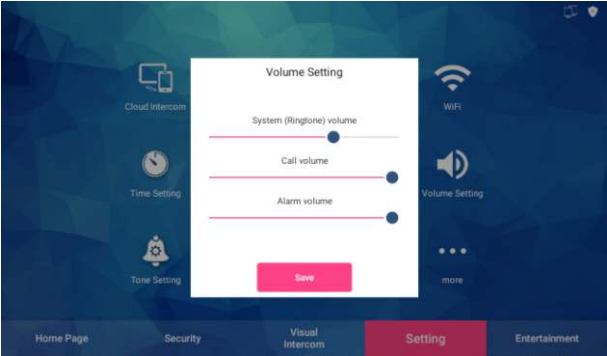 Volume Setting
System (Ringtone) volume
Call volume
Alarm volume
Save
Cloud Intercom
WiFi
Time Setting
Volume Setting
Tone Setting
more
Home Page
Security
Visual
Intercom
Setting
Entertainment